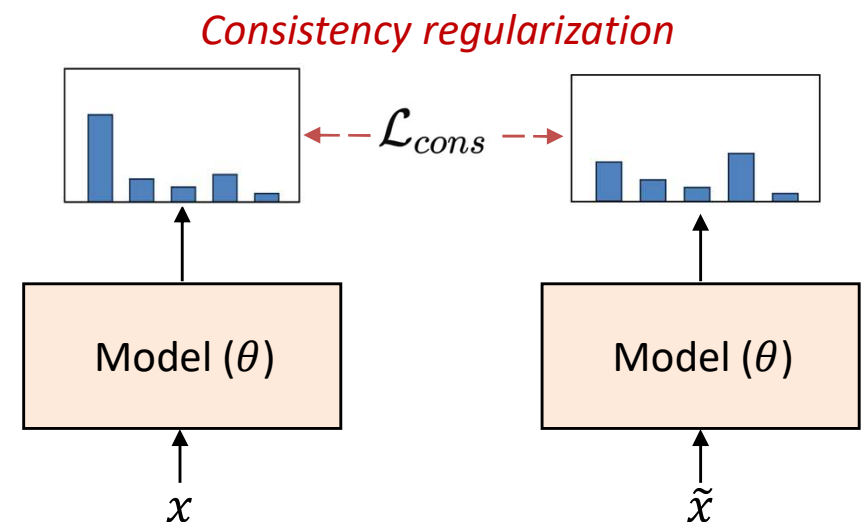 Consistency regularization
ℒ_cons
Model (θ)
Model (θ)
x
x̃